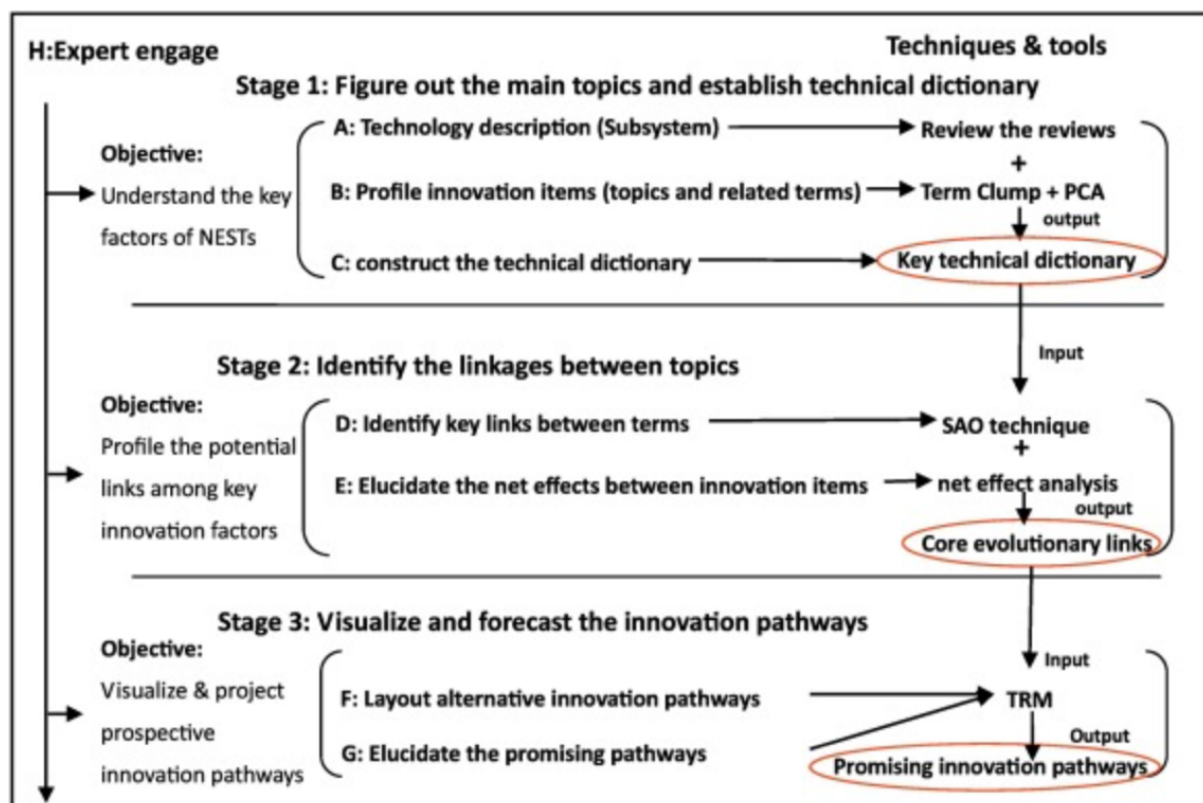 H:Expert engage
Techniques & tools
Stage 1: Figure out the main topics and establish technical dictionary
Objective:
Understand the key
factors of NESTs
A: Technology description (Subsystem)
Review the reviews
+
B: Profile innovation items (topics and related terms)
Term Clump + PCA
output
C: construct the technical dictionary
Key technical dictionary
Input
Stage 2: Identify the linkages between topics
Objective:
Profile the potential
links among key
innovation factors
D: Identify key links between terms
SAO technique
+
E: Elucidate the net effects between innovation items
net effect analysis
output
Core evolutionary links
Stage 3: Visualize and forecast the innovation pathways
Input
Objective:
Visualize & project
prospective
innovation pathways
F: Layout alternative innovation pathways
TRM
G: Elucidate the promising pathways
Output
Promising innovation pathways